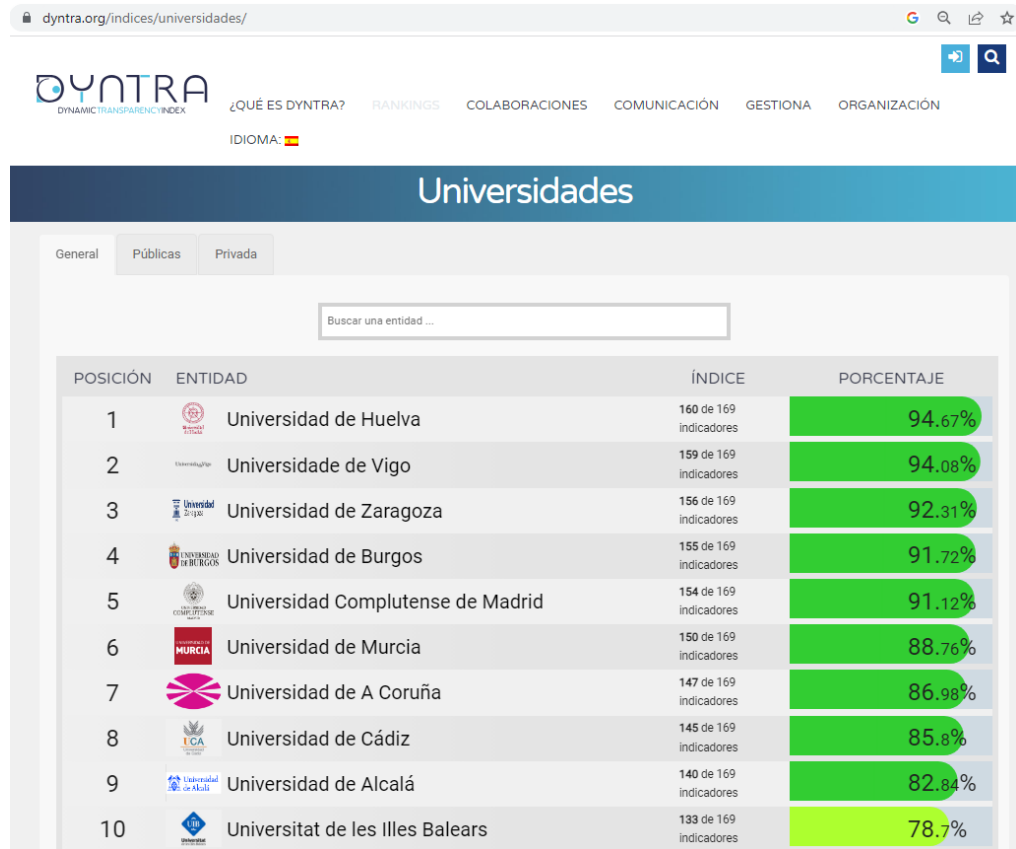 dyntra.org/indices/universidades/
DYNTRA
DYNAMICTRANSPARENCYINDEX
¿QUÉ ES DYNTRA? RANKINGS COLABORACIONES COMUNICACIÓN GESTIONA ORGANIZACIÓN
IDIOMA:
Universidades
General Públicas Privada
Buscar una entidad ...
POSICIÓN ENTIDAD ÍNDICE PORCENTAJE
1 Universidad de Huelva 160 de 169 indicadores 94.67%
2 UniversidadeVigo Universidade de Vigo 159 de 169 indicadores 94.08%
3 Universidad Zaragoza Universidad de Zaragoza 156 de 169 indicadores 92.31%
4 UNIVERSIDAD DE BURGOS Universidad de Burgos 155 de 169 indicadores 91.72%
5 COMPLUTENSE Universidad Complutense de Madrid 154 de 169 indicadores 91.12%
6 UNIVERSIDAD DE MURCIA Universidad de Murcia 150 de 169 indicadores 88.76%
7 Universidad de A Coruña 147 de 169 indicadores 86.98%
8 UCA Universidad de Cádiz 145 de 169 indicadores 85.8%
9 Universidad de Alcalá Universidad de Alcalá 140 de 169 indicadores 82.84%
10 UIB Universitat Universitat de les Illes Balears 133 de 169 indicadores 78.7%